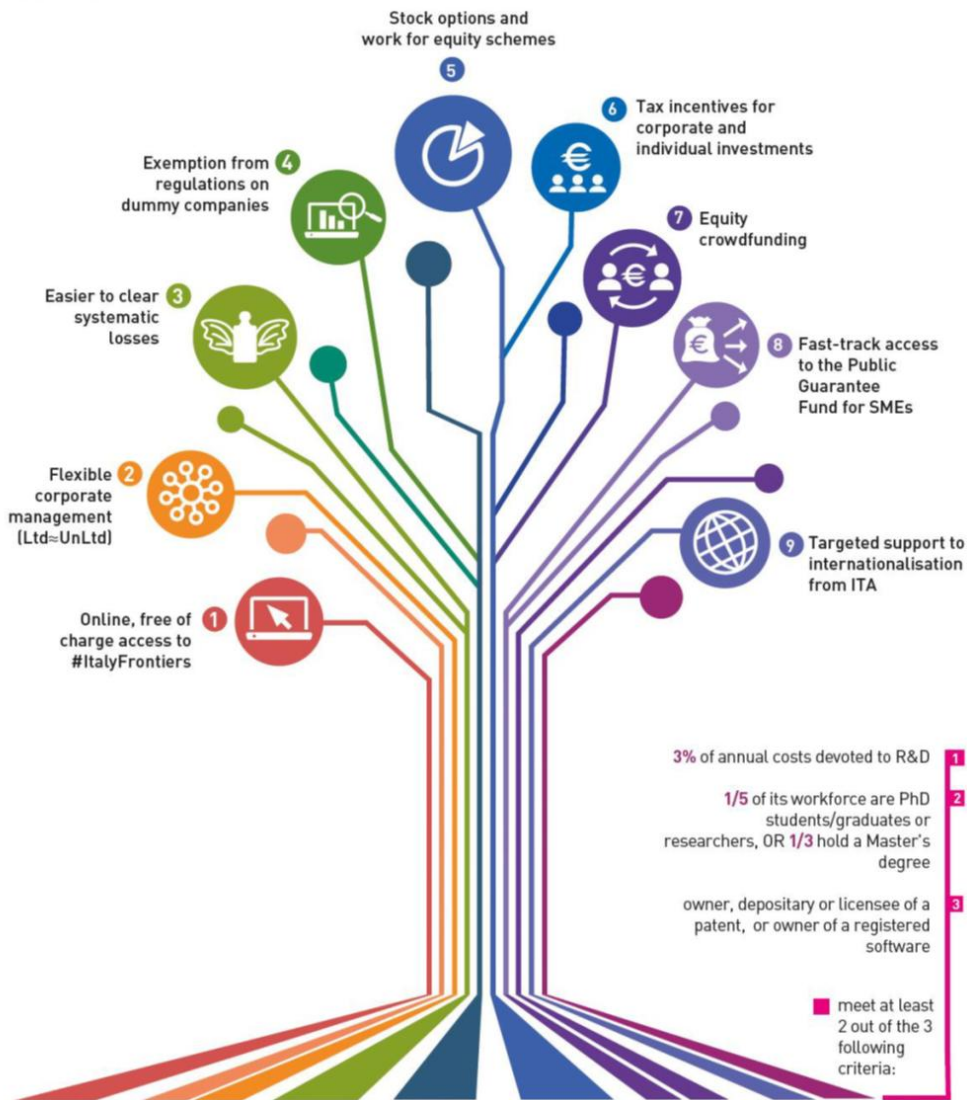 Stock options and
work for equity schemes
5
6
Tax incentives for
corporate and
individual investments
Exemption from
regulations on
dummy companies
4
7
Equity
crowdfunding
Easier to clear
systematic
losses
3
8
Fast-track access
to the Public
Guarantee
Fund for SMEs
Flexible
corporate
management
(Ltd≈UnLtd)
2
9
Targeted support to
internationalisation
from ITA
Online, free of
charge access to
#ItalyFrontiers
1
€
€
€
3% of annual costs devoted to R&D
1
1/5 of its workforce are PhD
students/graduates or
researchers, OR 1/3 hold a Master's
degree
2
owner, depositary or licensee of a
patent, or owner of a registered
software
3
meet at least
2 out of the 3
following
criteria: